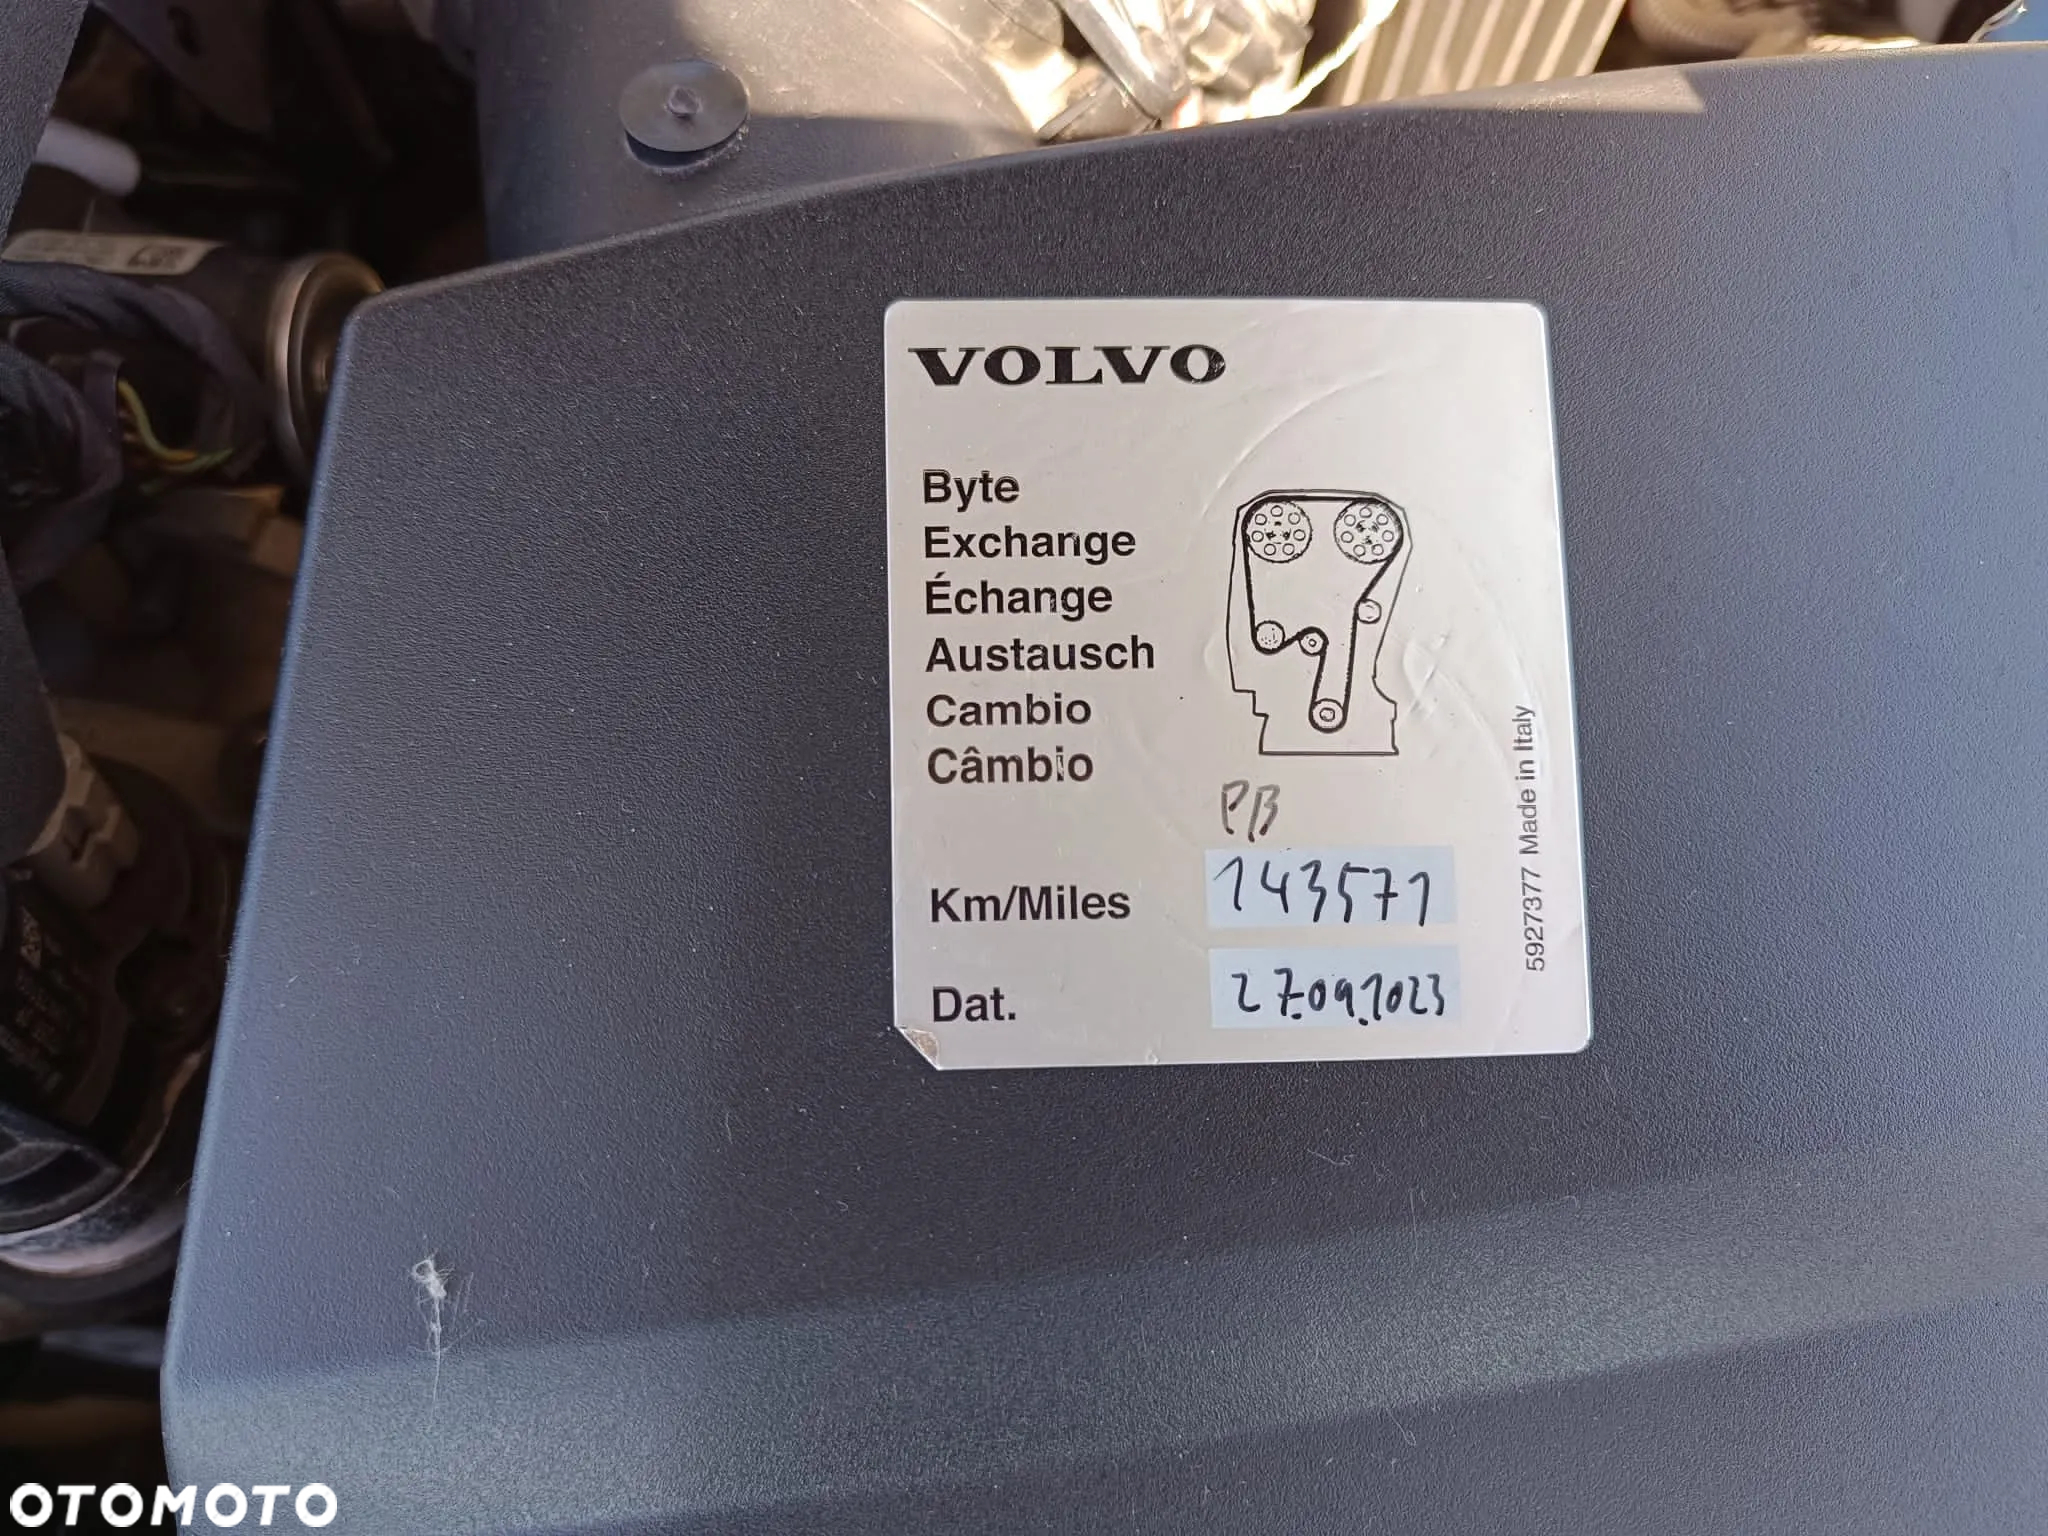 VOLVO
Byte
Exchange
Échange
Austausch
Cambio
Câmbio
PB
Km/Miles 143571
Dat. 27.09.2023
5927377 Made in Italy
OTOMOTO